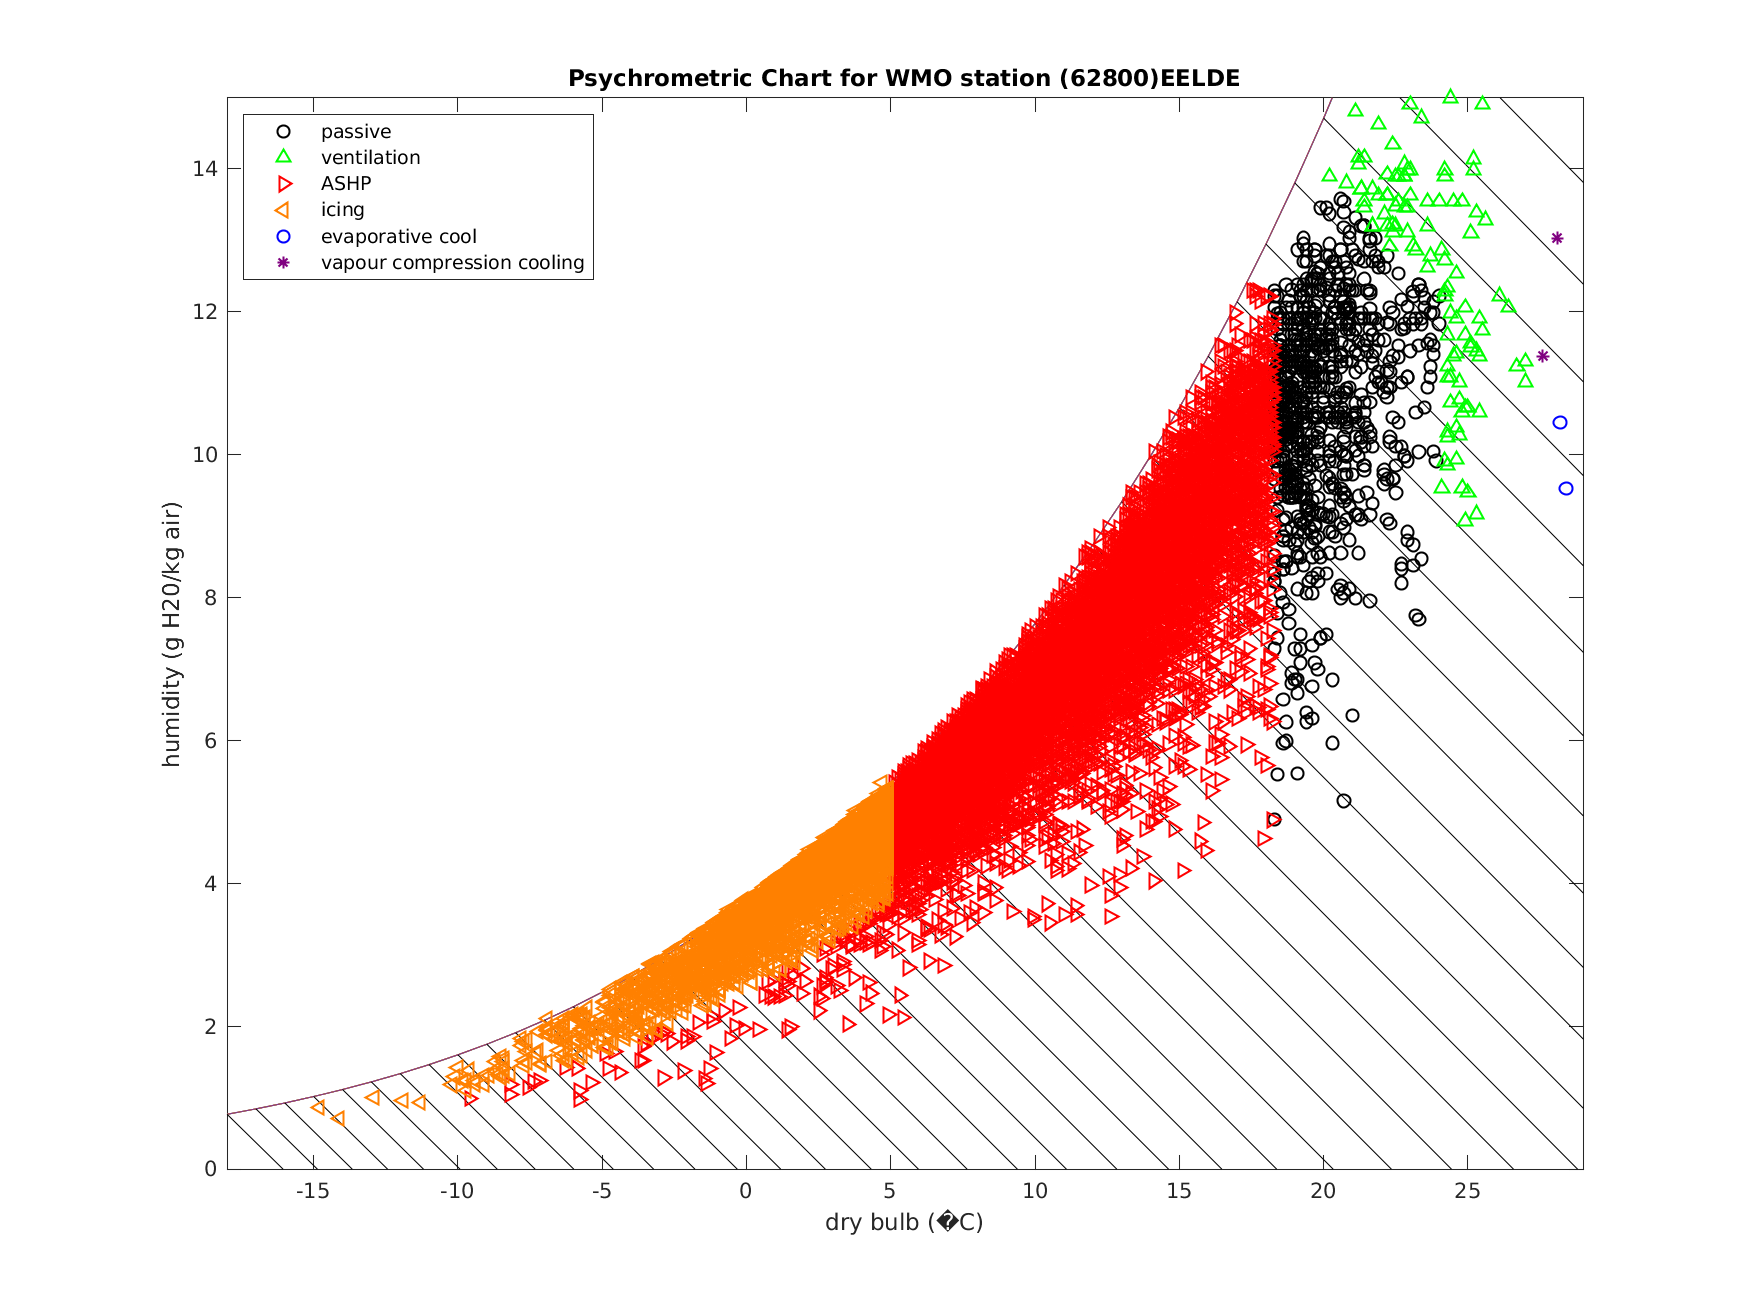 Psychrometric Chart for WMO station (62800)EELDE
passive
ventilation
ASHP
icing
evaporative cool
vapour compression cooling
14
12
10
8
6
4
2
0
humidity (g H20/kg air)
-15
-10
-5
0
5
10
15
20
25
dry bulb (�C)